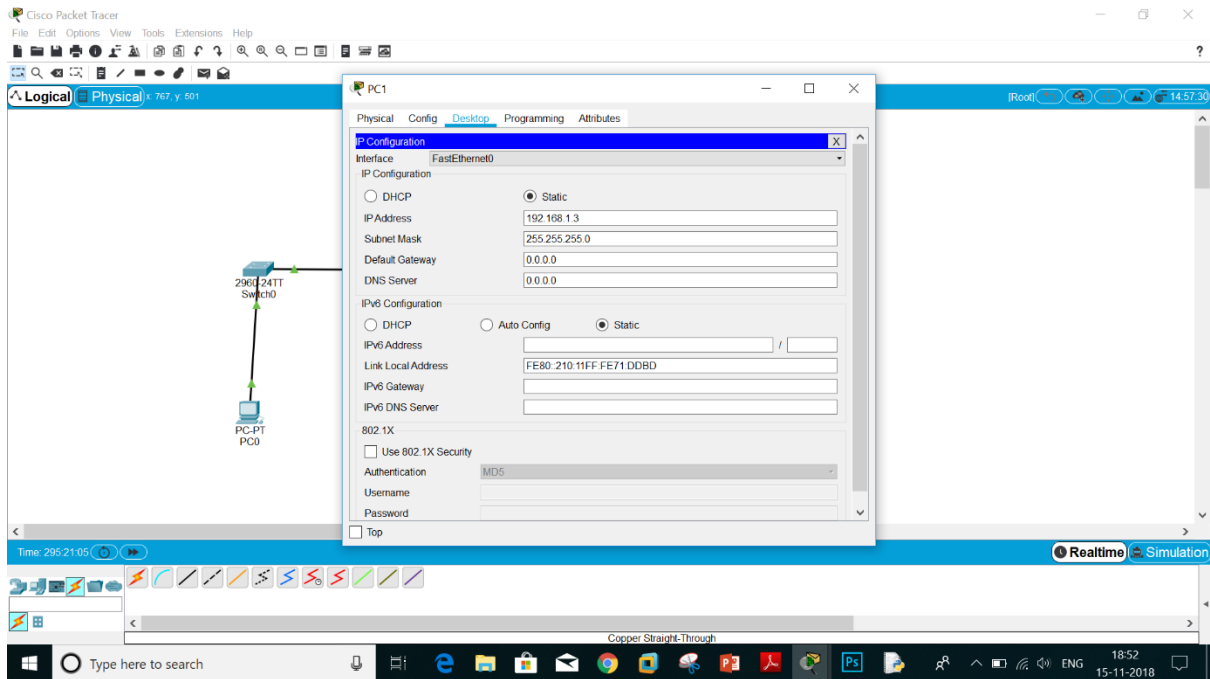 Cisco Packet Tracer
File Edit Options View Tools Extensions Help
?
Logical Physical x: 767, y: 501
[Root] 14:57:30
PC1
Physical Config Desktop Programming Attributes
IP Configuration X
Interface FastEthernet0
IP Configuration
DHCP Static
IP Address 192.168.1.3
Subnet Mask 255.255.255.0
Default Gateway 0.0.0.0
DNS Server 0.0.0.0
IPv6 Configuration
DHCP Auto Config Static
IPv6 Address /
Link Local Address FE80::210:11FF:FE71:DDBD
IPv6 Gateway
IPv6 DNS Server
802.1X
Use 802.1X Security
Authentication MD5
Username
Password
Top
2960-24TT
Switch0
PC-PT
PC0
Time: 295:21:05
Realtime Simulation
Copper Straight-Through
Type here to search
Ps
ENG
18:52
15-11-2018